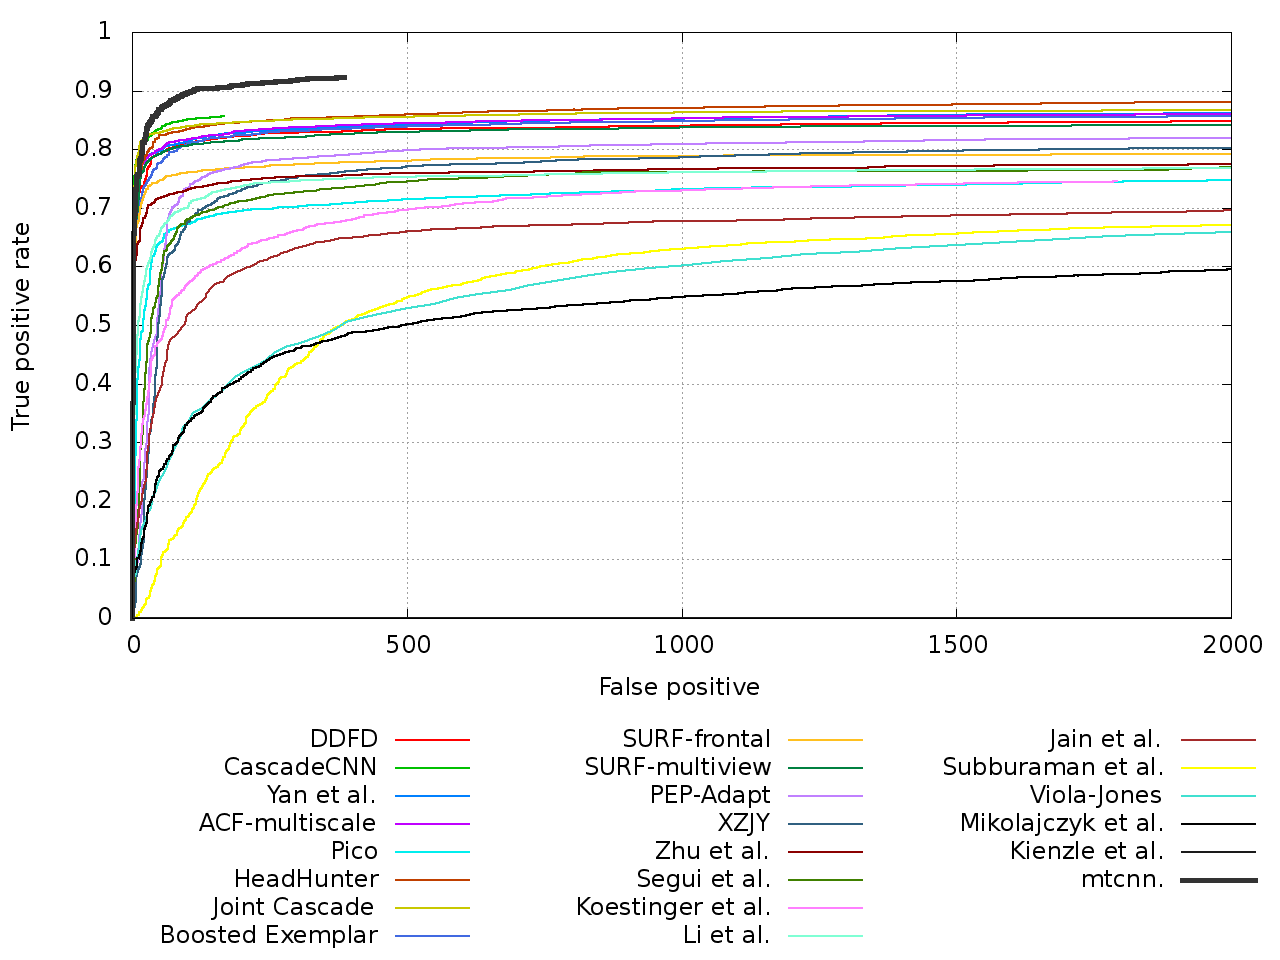 1
0.9
0.8
0.7
0.6
0.5
0.4
0.3
0.2
0.1
0
True positive rate
0 500 1000 1500 2000
False positive
DDFD SURF-frontal Jain et al.
CascadeCNN SURF-multiview Subburaman et al.
Yan et al. PEP-Adapt Viola-Jones
ACF-multiscale XZJY Mikolajczyk et al.
Pico Zhu et al. Kienzle et al.
HeadHunter Segui et al. mtcnn.
Joint Cascade Koestinger et al.
Boosted Exemplar Li et al.